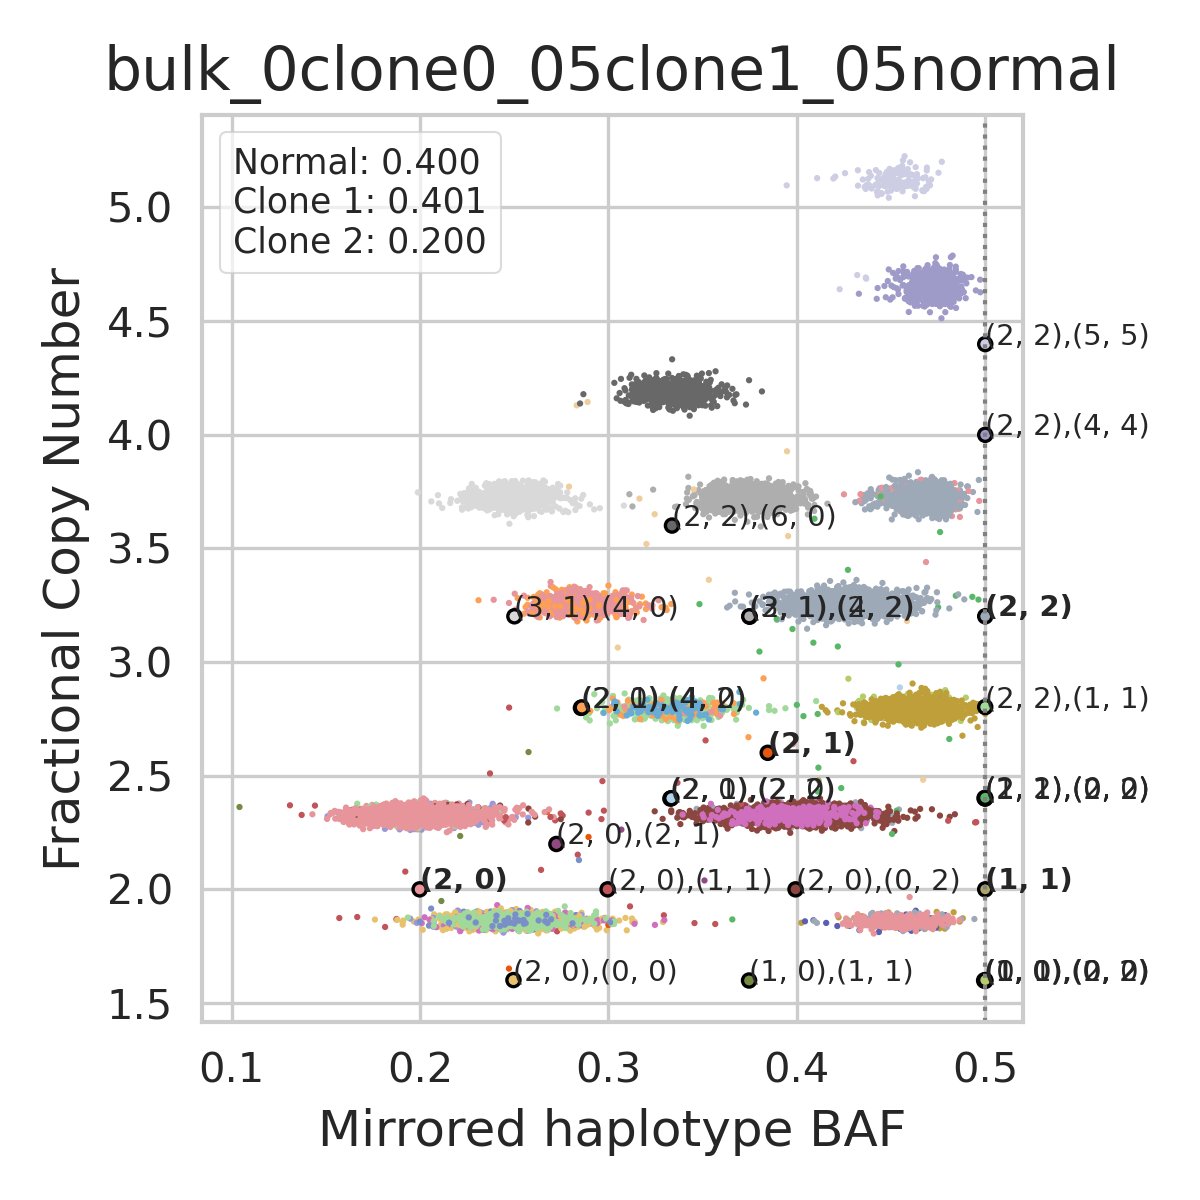 bulk_0clone0_05clone1_05normal
Normal: 0.400
Clone 1: 0.401
Clone 2: 0.200
Fractional Copy Number
5.0
4.5
4.0
3.5
3.0
2.5
2.0
1.5
(2, 2),(5, 5)
(2, 2),(4, 4)
(2, 2),(6, 0)
(3, 1),(4, 0)
(2, 2)
(2, 2),(1, 1)
(2, 1)
(2, 0),(2, 1)
(2, 0)
(2, 0),(1, 1)
(2, 0),(0, 2)
(1, 1)
(2, 0),(0, 0)
(1, 0),(1, 1)
0.1
0.2
0.3
0.4
0.5
Mirrored haplotype BAF